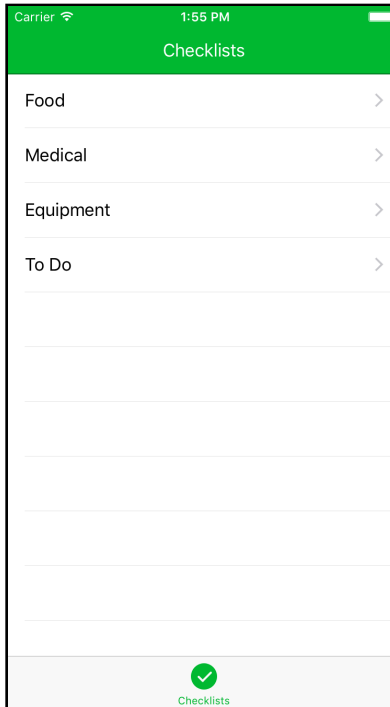 Carrier 1:55 PM
Checklists
Food
Medical
Equipment
To Do
Checklists